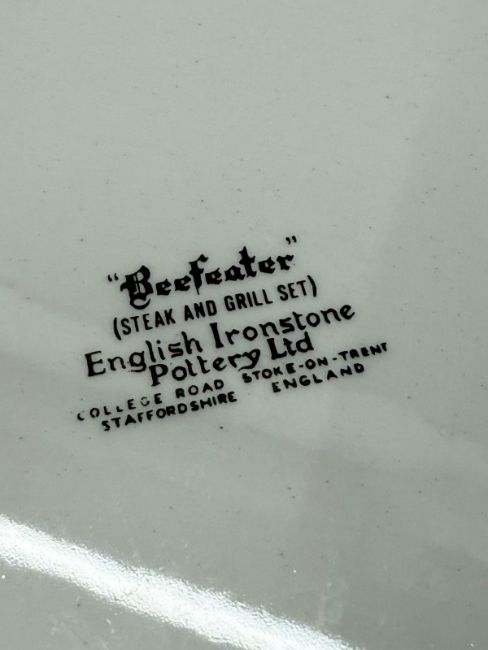 "Beefeater"
(STEAK AND GRILL SET)
English Ironstone
Pottery Ltd
COLLEGE ROAD STOKE-ON-TRENT
STAFFORDSHIRE ENGLAND